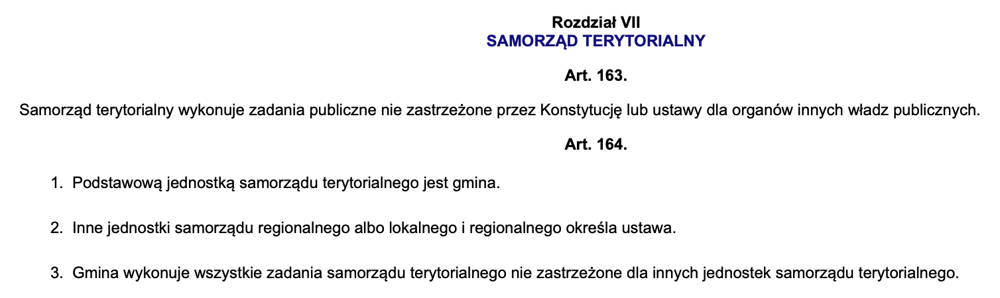 Rozdział VII
SAMORZĄD TERYTORIALNY
Art. 163.
Samorząd terytorialny wykonuje zadania publiczne nie zastrzeżone przez Konstytucję lub ustawy dla organów innych władz publicznych.
Art. 164.
1. Podstawową jednostką samorządu terytorialnego jest gmina.
2. Inne jednostki samorządu regionalnego albo lokalnego i regionalnego określa ustawa.
3. Gmina wykonuje wszystkie zadania samorządu terytorialnego nie zastrzeżone dla innych jednostek samorządu terytorialnego.